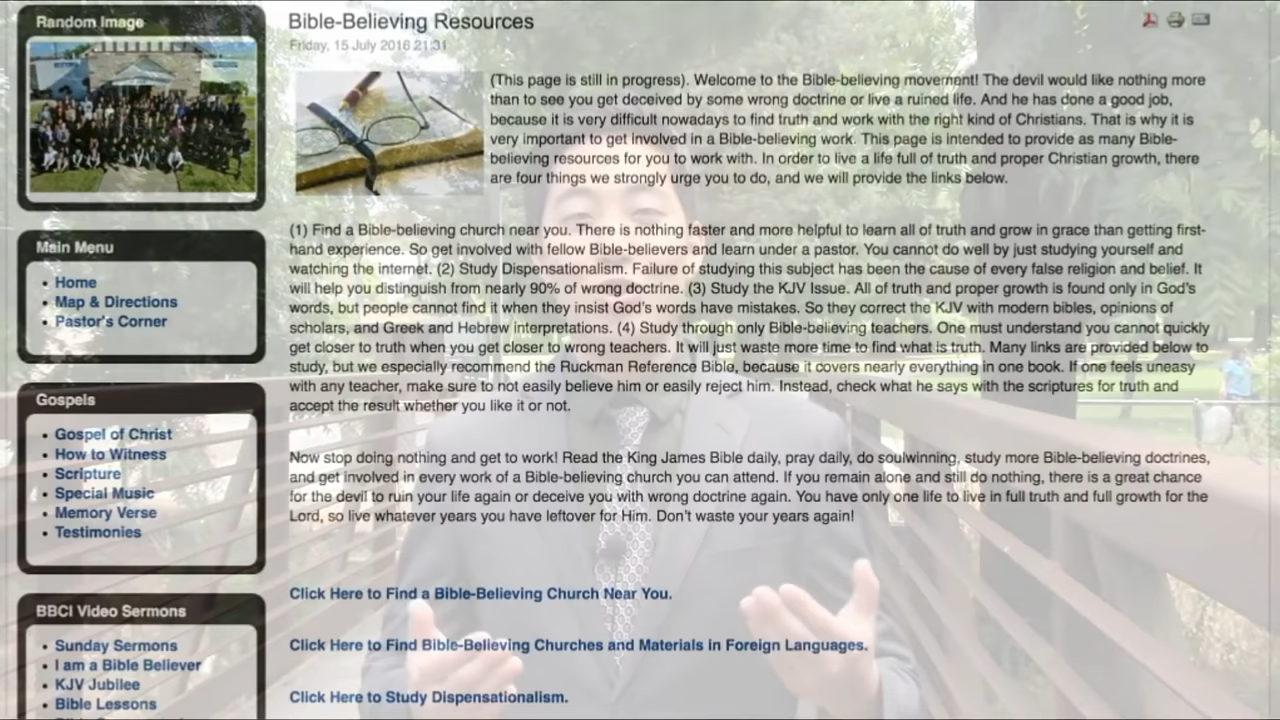 Random Image
Main Menu
Home
Map & Directions
Pastor's Corner
Gospels
Gospel of Christ
How to Witness
Scripture
Special Music
Memory Verse
Testimonies
BBCI Video Sermons
Sunday Sermons
I am a Bible Believer
KJV Jubilee
Bible Lessons
Bible-Believing Resources
Friday, 15 July 2016 21:31
(This page is still in progress). Welcome to the Bible-believing movement! The devil would like nothing more
than to see you get deceived by some wrong doctrine or live a ruined life. And he has done a good job,
because it is very difficult nowadays to find truth and work with the right kind of Christians. That is why it is
very important to get involved in a Bible-believing work. This page is intended to provide as many Bible-
believing resources for you to work with. In order to live a life full of truth and proper Christian growth, there
are four things we strongly urge you to do, and we will provide the links below.
(1) Find a Bible-believing church near you. There is nothing faster and more helpful to learn all of truth and grow in grace than getting first-
hand experience. So get involved with fellow Bible-believers and learn under a pastor. You cannot do well by just studying yourself and
watching the internet. (2) Study Dispensationalism. Failure of studying this subject has been the cause of every false religion and belief. It
will help you distinguish from nearly 90% of wrong doctrine. (3) Study the KJV Issue. All of truth and proper growth is found only in God's
words, but people cannot find it when they insist God's words have mistakes. So they correct the KJV with modern bibles, opinions of
scholars, and Greek and Hebrew interpretations. (4) Study through only Bible-believing teachers. One must understand you cannot quickly
get closer to truth when you get closer to wrong teachers. It will just waste more time to find what is truth. Many links are provided below to
study, but we especially recommend the Ruckman Reference Bible, because it covers nearly everything in one book. If one feels uneasy
with any teacher, make sure to not easily believe him or easily reject him. Instead, check what he says with the scriptures for truth and
accept the result whether you like it or not.
Now stop doing nothing and get to work! Read the King James Bible daily, pray daily, do soulwinning, study more Bible-believing doctrines,
and get involved in every work of a Bible-believing church you can attend. If you remain alone and still do nothing, there is a great chance
for the devil to ruin your life again or deceive you with wrong doctrine again. You have only one life to live in full truth and full growth for the
Lord, so live whatever years you have leftover for Him. Don't waste your years again!
Click Here to Find a Bible-Believing Church Near You.
Click Here to Find Bible-Believing Churches and Materials in Foreign Languages.
Click Here to Study Dispensationalism.